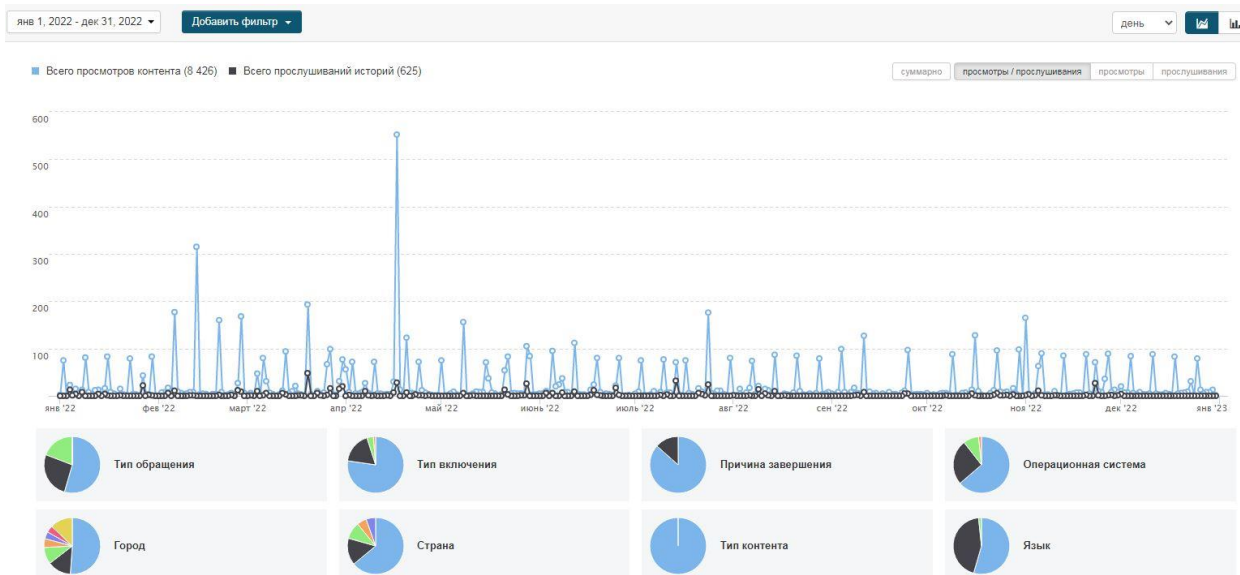 янв 1, 2022 - дек 31, 2022 Добавить фильтр день
Всего просмотров контента (8 426) Всего прослушиваний историй (625) суммарно просмотры / прослушивания просмотры прослушивания
600
500
400
300
200
100
янв '22 фев '22 март '22 апр '22 май '22 июнь '22 июль '22 авг '22 сен '22 окт '22 ноя '22 дек '22 янв '23
Тип обращения Тип включения Причина завершения Операционная система
Город Страна Тип контента Язык